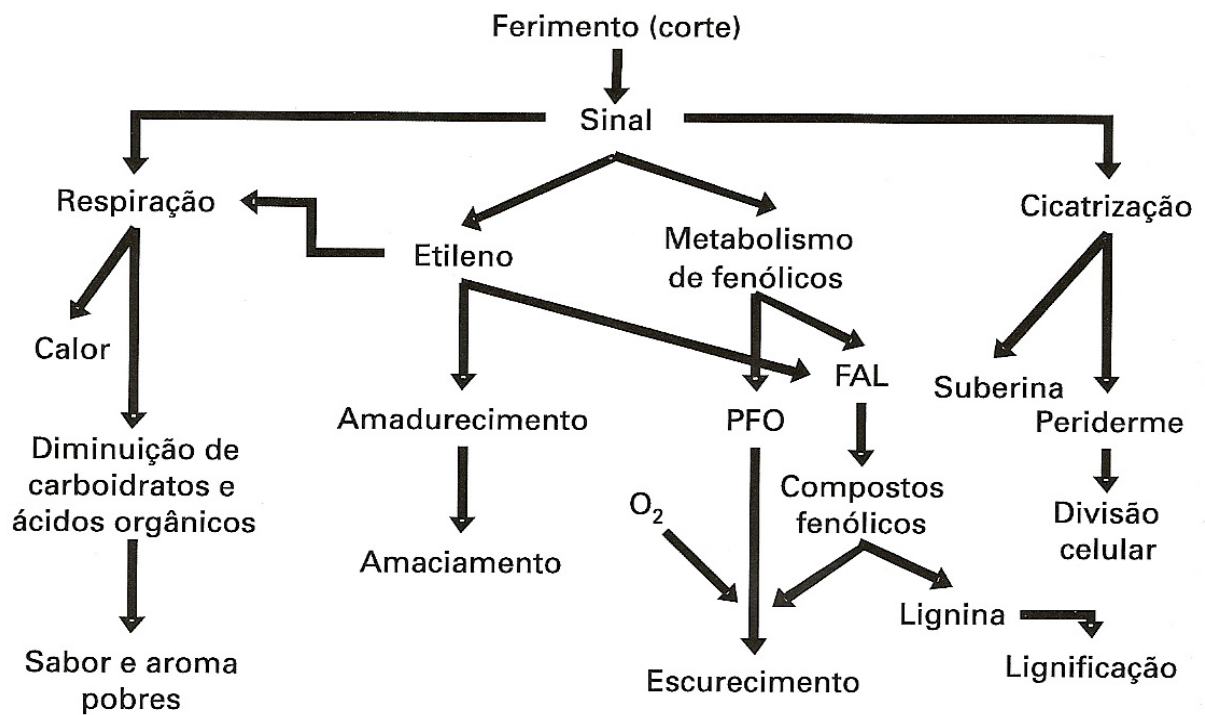 Ferimento (corte)
Sinal
Respiração
Etileno
Metabolismo
de fenólicos
Cicatrização
Calor
FAL
Suberina
Amadurecimento
PFO
Periderme
Diminuição de
carboidratos e
ácidos orgânicos
O₂
Compostos
fenólicos
Divisão
celular
Amaciamento
Lignina
Sabor e aroma
pobres
Escurecimento
Lignificação